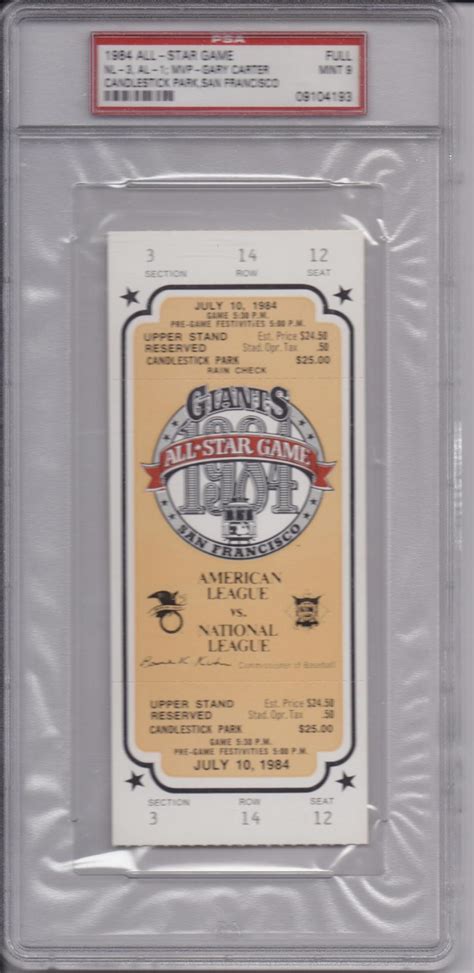 PSA
1984 ALL-STAR GAME FULL
NL-3, AL-1; MVP-GARY CARTER MINT 9
CANDLESTICK PARK, SAN FRANCISCO 09104193
3 14 12
SECTION ROW SEAT
JULY 10, 1984
GAME 5:30 P.M.
PRE-GAME FESTIVITIES 5:00 P.M.
UPPER STAND Est. Price $24.50
RESERVED Stad. Opr. Tax .50
CANDLESTICK PARK $25.00
RAIN CHECK
GIANTS
1984
ALL★STAR GAME
SAN FRANCISCO
AMERICAN
LEAGUE
VS.
NATIONAL
LEAGUE
Commissioner of Baseball
UPPER STAND Est. Price $24.50
RESERVED Stad. Opr. Tax .50
CANDLESTICK PARK $25.00
GAME 5:30 P.M.
PRE-GAME FESTIVITIES 5:00 P.M.
JULY 10, 1984
SECTION ROW SEAT
3 14 12